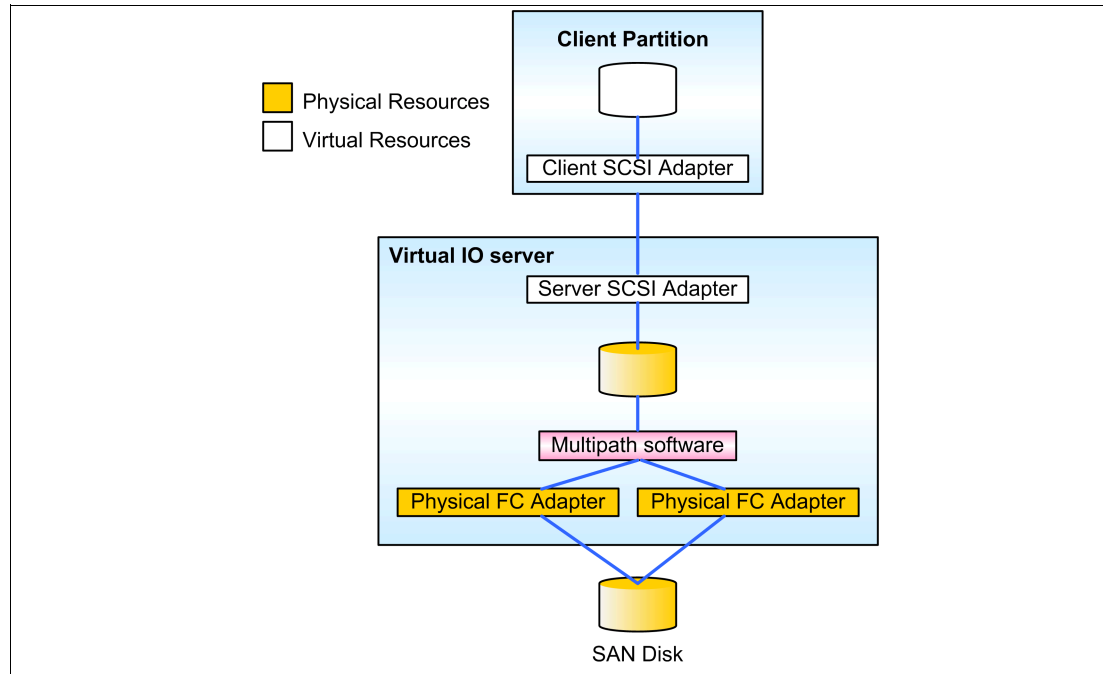 Client Partition
Physical Resources
Virtual Resources
Client SCSI Adapter
Virtual IO server
Server SCSI Adapter
Multipath software
Physical FC Adapter
Physical FC Adapter
SAN Disk